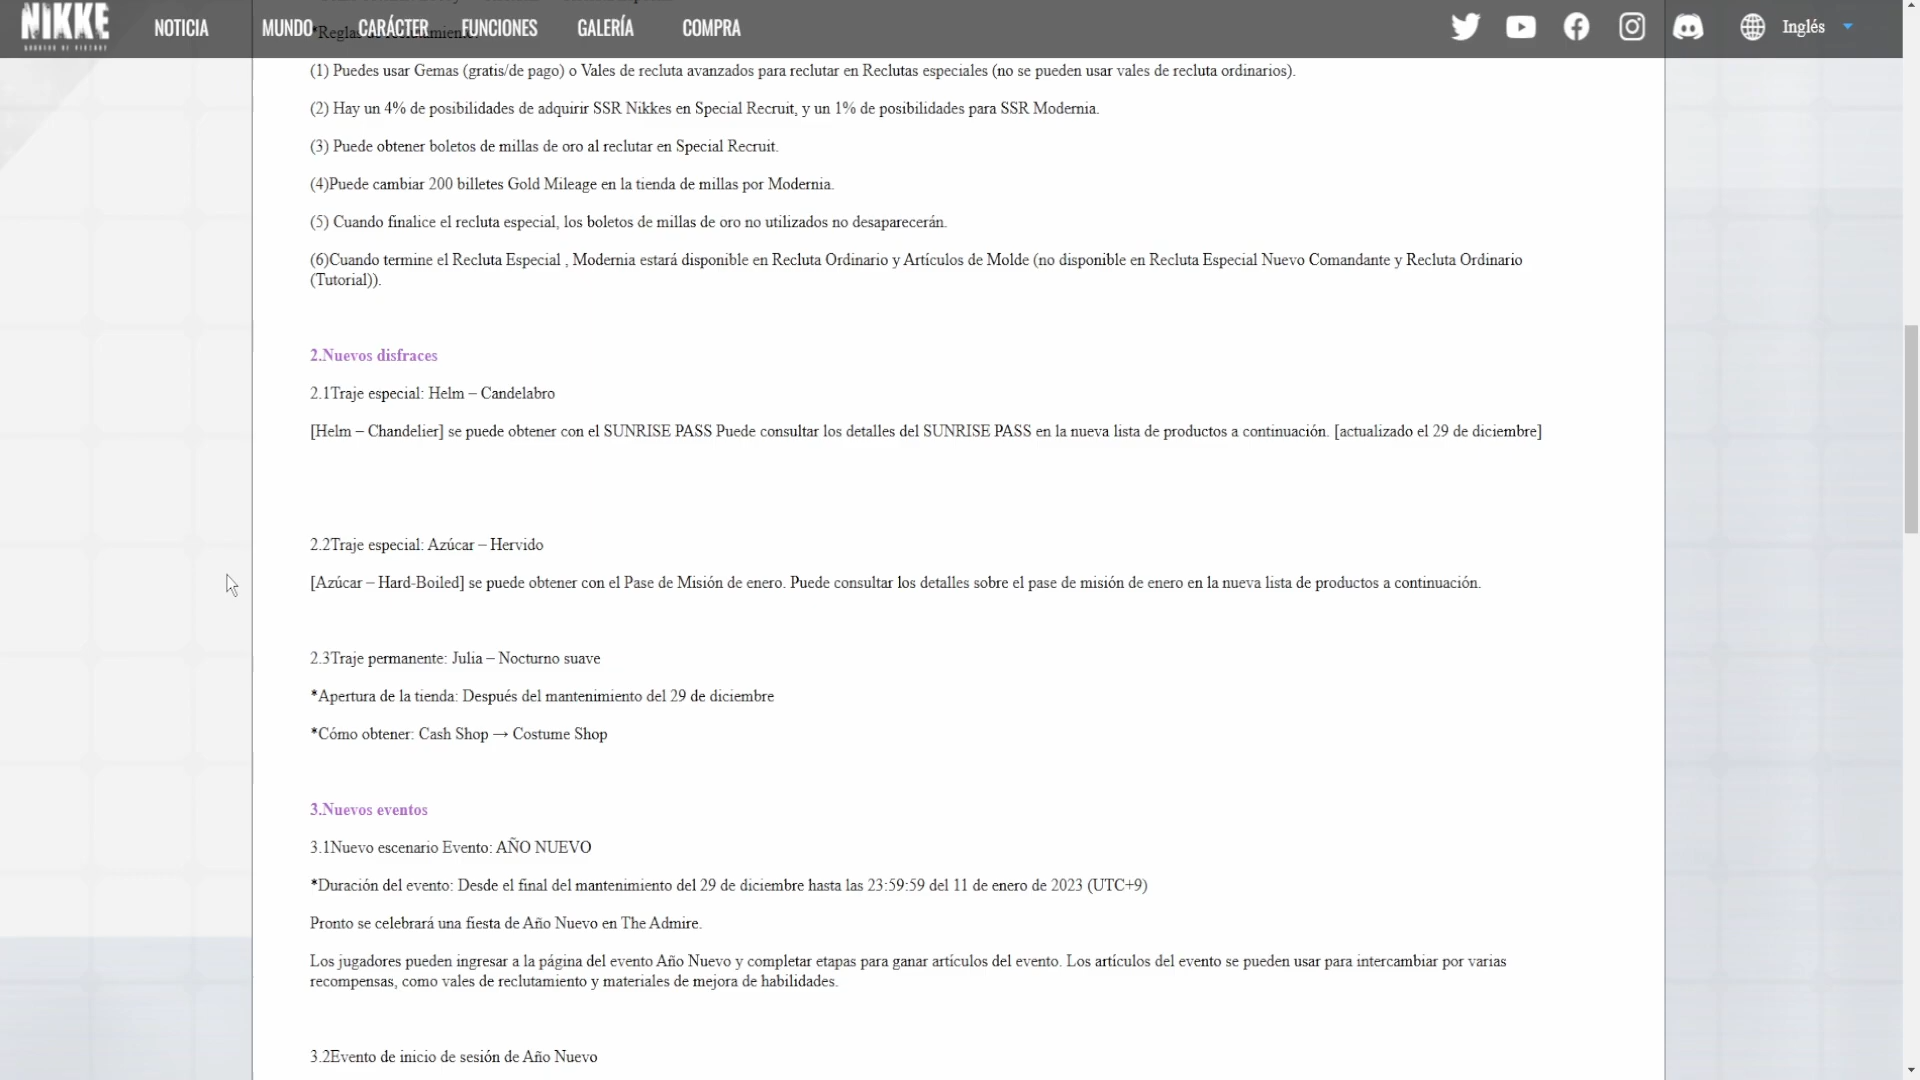 NIKKE
NOTICIA
MUNDO
CARÁCTER
FUNCIONES
GALERÍA
COMPRA
Inglés
*Reglas de reclutamiento
(1) Puedes usar Gemas (gratis/de pago) o Vales de recluta avanzados para reclutar en Reclutas especiales (no se pueden usar vales de recluta ordinarios).
(2) Hay un 4% de posibilidades de adquirir SSR Nikkes en Special Recruit, y un 1% de posibilidades para SSR Modernia.
(3) Puede obtener boletos de millas de oro al reclutar en Special Recruit.
(4)Puede cambiar 200 billetes Gold Mileage en la tienda de millas por Modernia.
(5) Cuando finalice el recluta especial, los boletos de millas de oro no utilizados no desaparecerán.
(6)Cuando termine el Recluta Especial , Modernia estará disponible en Recluta Ordinario y Artículos de Molde (no disponible en Recluta Especial Nuevo Comandante y Recluta Ordinario
(Tutorial)).
2.Nuevos disfraces
2.1Traje especial: Helm – Candelabro
[Helm – Chandelier] se puede obtener con el SUNRISE PASS Puede consultar los detalles del SUNRISE PASS en la nueva lista de productos a continuación. [actualizado el 29 de diciembre]
2.2Traje especial: Azúcar – Hervido
[Azúcar – Hard-Boiled] se puede obtener con el Pase de Misión de enero. Puede consultar los detalles sobre el pase de misión de enero en la nueva lista de productos a continuación.
2.3Traje permanente: Julia – Nocturno suave
*Apertura de la tienda: Después del mantenimiento del 29 de diciembre
*Cómo obtener: Cash Shop → Costume Shop
3.Nuevos eventos
3.1Nuevo escenario Evento: AÑO NUEVO
*Duración del evento: Desde el final del mantenimiento del 29 de diciembre hasta las 23:59:59 del 11 de enero de 2023 (UTC+9)
Pronto se celebrará una fiesta de Año Nuevo en The Admire.
Los jugadores pueden ingresar a la página del evento Año Nuevo y completar etapas para ganar artículos del evento. Los artículos del evento se pueden usar para intercambiar por varias
recompensas, como vales de reclutamiento y materiales de mejora de habilidades.
3.2Evento de inicio de sesión de Año Nuevo